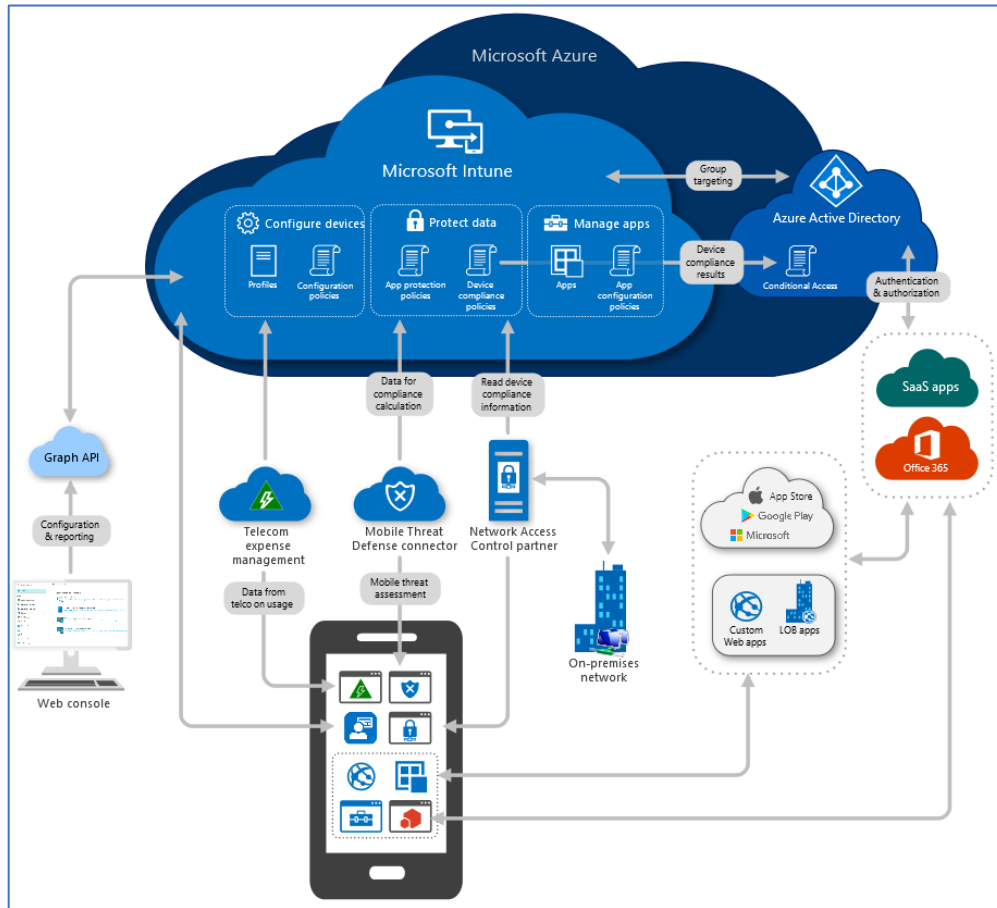 Microsoft Azure
Microsoft Intune
Group
targeting
Azure Active Directory
Configure devices
Protect data
Manage apps
Profiles
Configuration
policies
App protection
policies
Device
compliance
policies
Apps
App
configuration
policies
Device
compliance
results
Conditional Access
Authentication
& authorization
Data for
compliance
calculation
Read device
compliance
information
SaaS apps
Office 365
Graph API
Configuration
& reporting
Telecom
expense
management
Mobile Threat
Defense connector
Network Access
Control partner
App Store
Google Play
Microsoft
Data from
telco on usage
Mobile threat
assessment
Custom
Web apps
LOB apps
On-premises
network
Web console